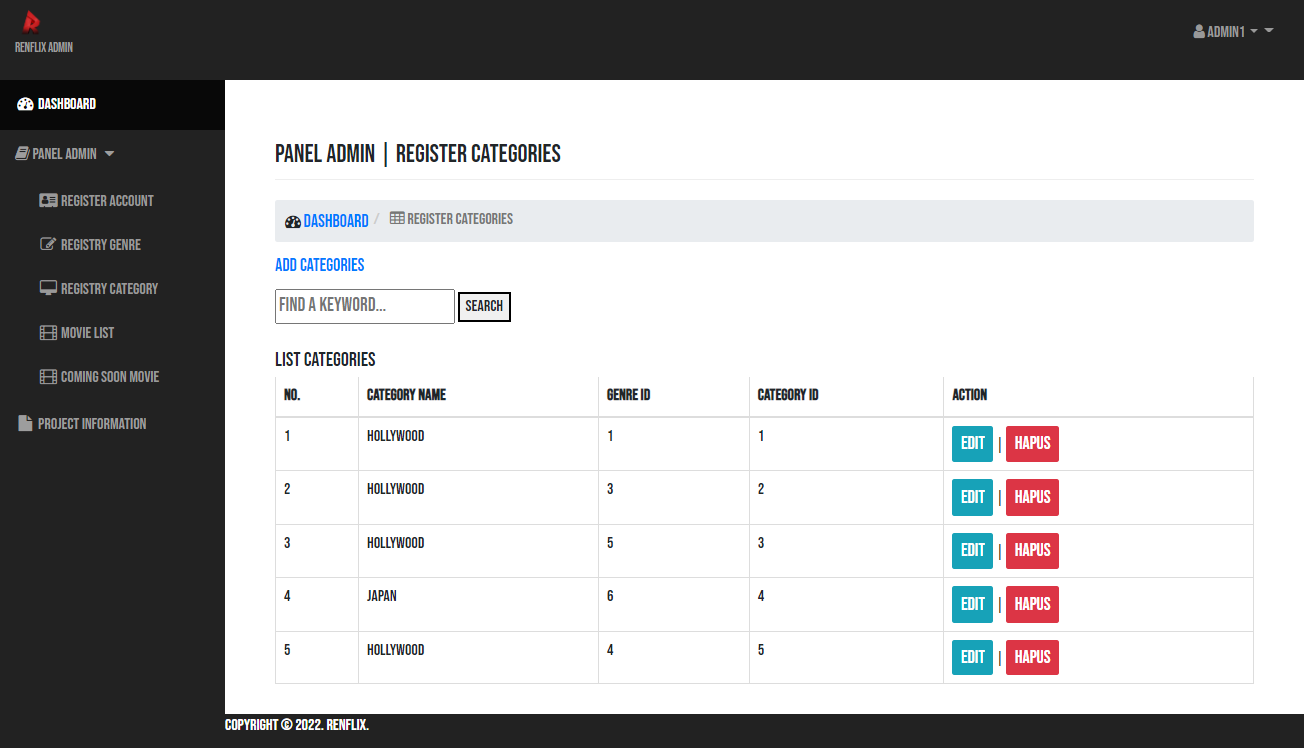 RENFLIX ADMIN
ADMIN1
DASHBOARD
PANEL ADMIN
REGISTER ACCOUNT
REGISTRY GENRE
REGISTRY CATEGORY
MOVIE LIST
COMING SOON MOVIE
PROJECT INFORMATION
PANEL ADMIN | REGISTER CATEGORIES
DASHBOARD / REGISTER CATEGORIES
ADD CATEGORIES
FIND A KEYWORD... SEARCH
LIST CATEGORIES
NO. CATEGORY NAME GENRE ID CATEGORY ID ACTION
1 HOLLYWOOD 1 1 EDIT | HAPUS
2 HOLLYWOOD 3 2 EDIT | HAPUS
3 HOLLYWOOD 5 3 EDIT | HAPUS
4 JAPAN 6 4 EDIT | HAPUS
5 HOLLYWOOD 4 5 EDIT | HAPUS
COPYRIGHT © 2022. RENFLIX.